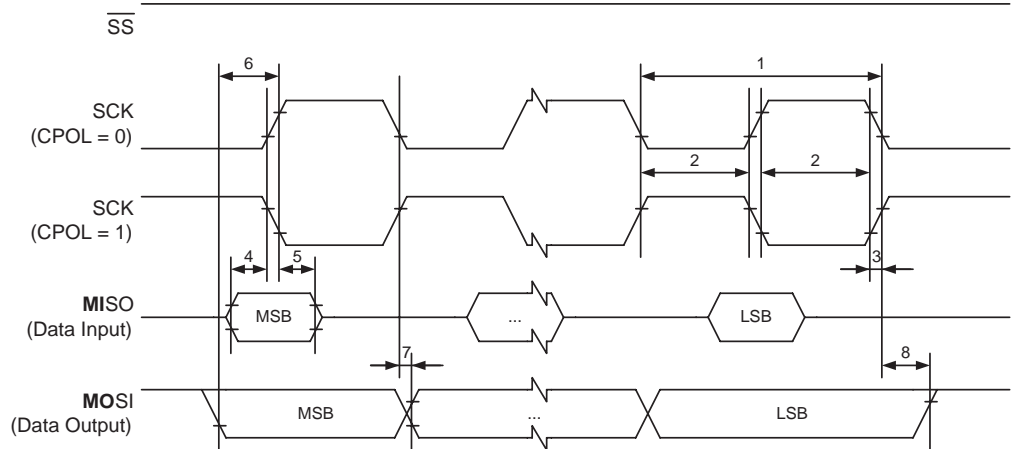 SS
6
1
SCK
(CPOL = 0)
2
2
SCK
(CPOL = 1)
4
5
3
MISO
(Data Input)
MSB
...
LSB
7
8
MOSI
(Data Output)
MSB
...
LSB